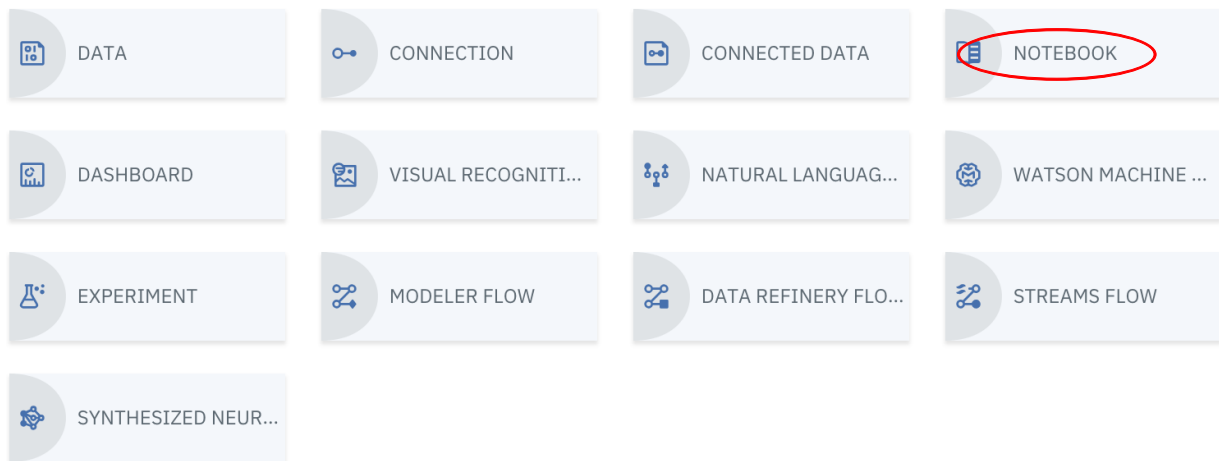 DATA
CONNECTION
CONNECTED DATA
NOTEBOOK
DASHBOARD
VISUAL RECOGNITI...
NATURAL LANGUAG...
WATSON MACHINE ...
EXPERIMENT
MODELER FLOW
DATA REFINERY FLO...
STREAMS FLOW
SYNTHESIZED NEUR...